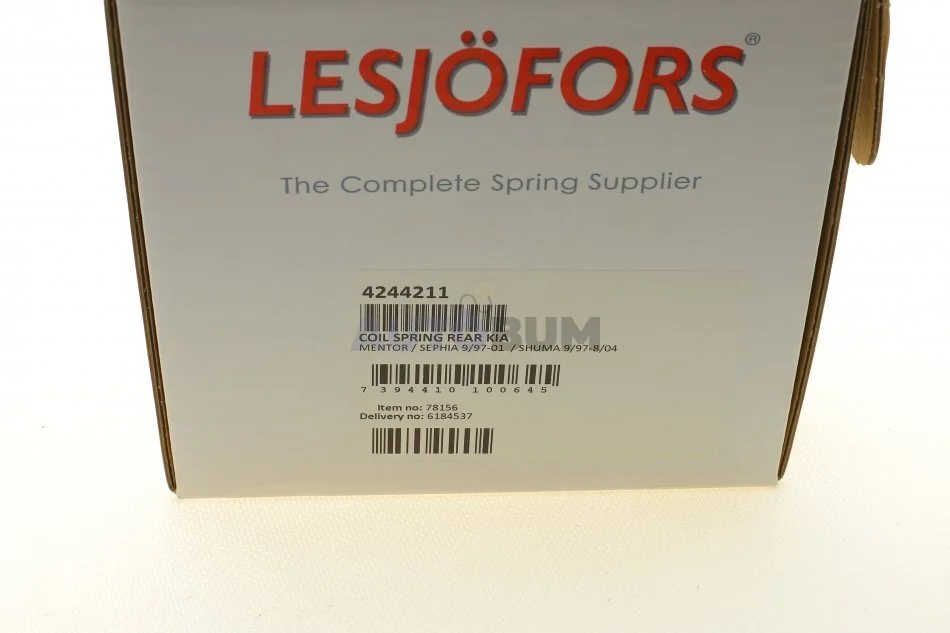 LESJÖFORS®
The Complete Spring Supplier
4244211
COIL SPRING REAR KIA
MENTOR / SEPHIA 9/97-01 / SHUMA 9/97-8/04
7 394410 100645
Item no: 78156
Delivery no: 6184537